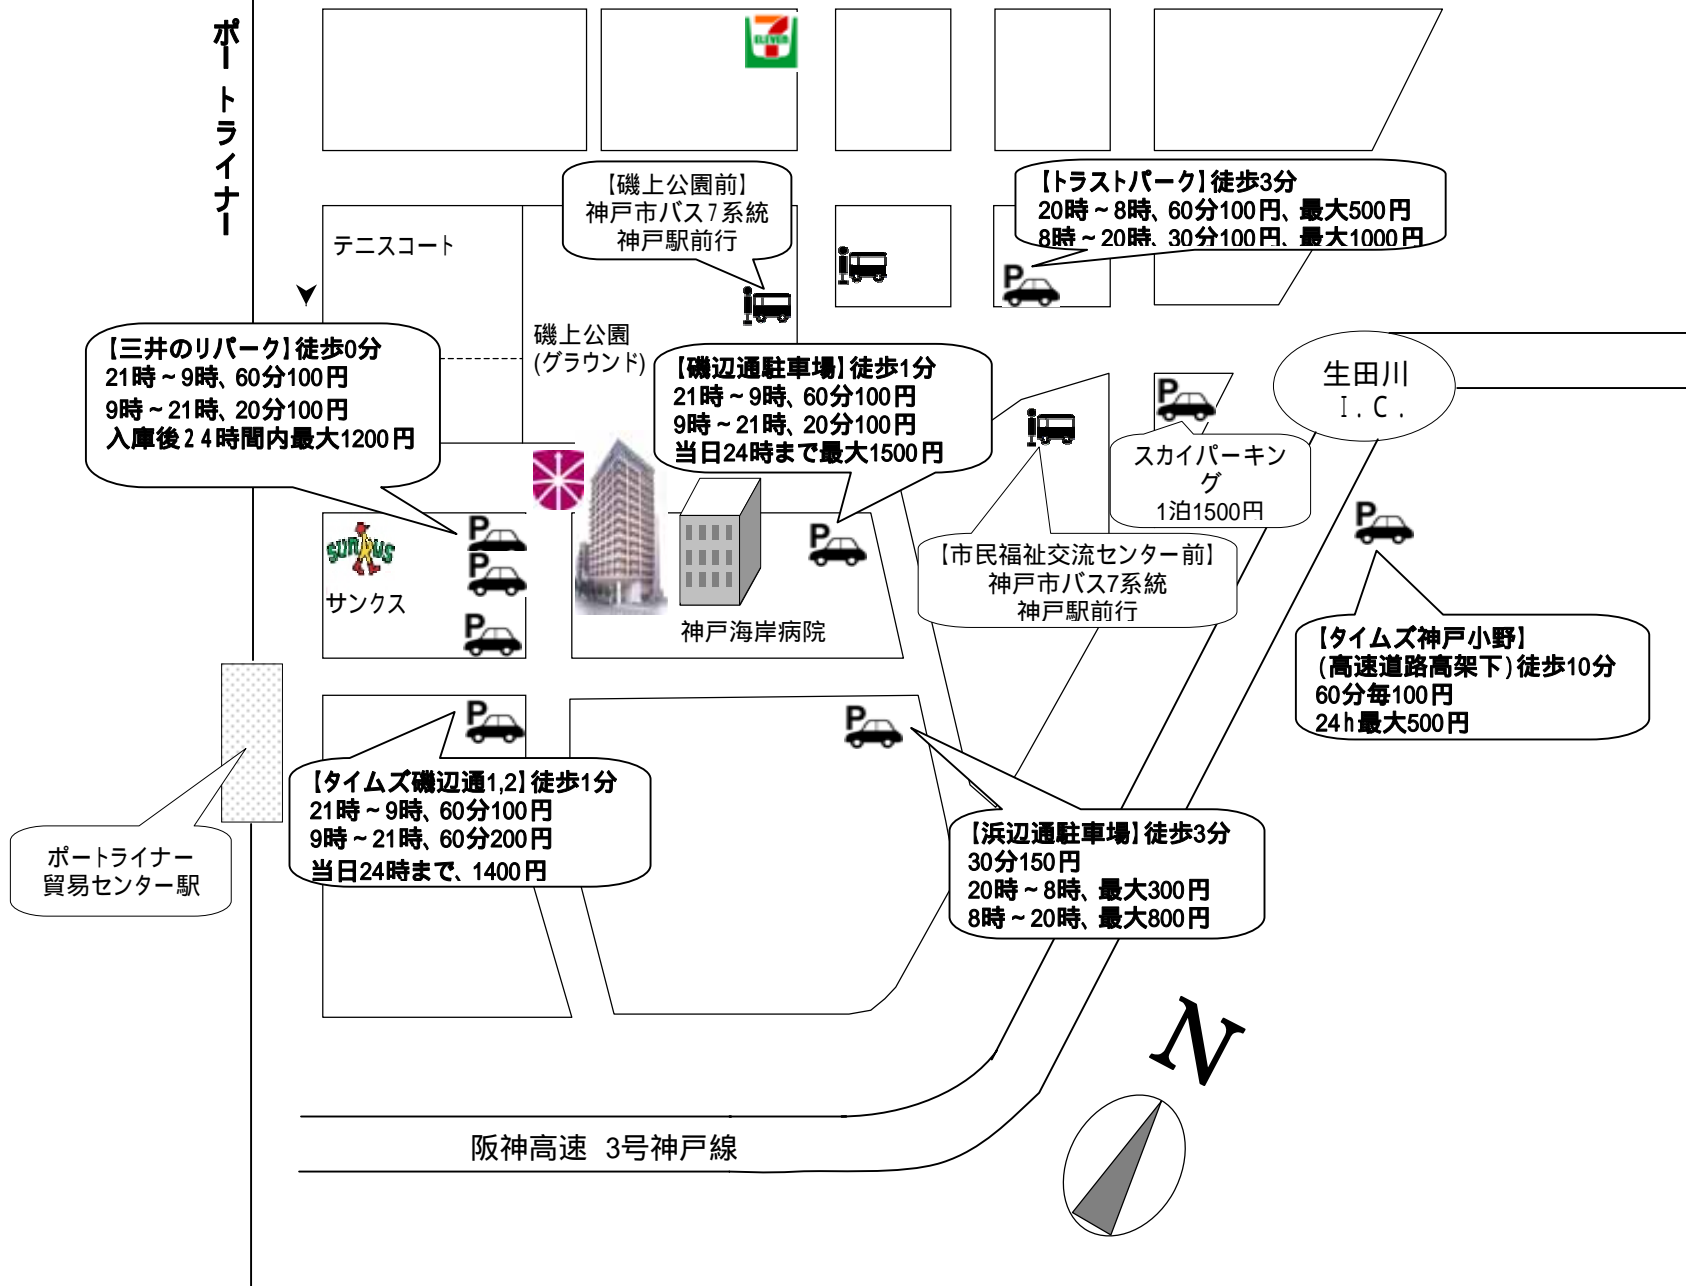 ポートライナー
ELEVEN
【磯上公園前】
神戸市バス7系統
神戸駅前行
【トラストパーク】徒歩3分
20時～8時、60分100円、最大500円
8時～20時、30分100円、最大1000円
テニスコート
P
磯上公園
(グラウンド)
【三井のリパーク】徒歩0分
21時～9時、60分100円
9時～21時、20分100円
入庫後24時間内最大1200円
【磯辺通駐車場】徒歩1分
21時～9時、60分100円
9時～21時、20分100円
当日24時まで最大1500円
生田川
I.C.
P
スカイパーキン
グ
1泊1500円
P
P
P
P
P
SUNKUS
サンクス
神戸海岸病院
【市民福祉交流センター前】
神戸市バス7系統
神戸駅前行
【タイムズ神戸小野】
(高速道路高架下)徒歩10分
60分毎100円
24h最大500円
P
P
【タイムズ磯辺通1,2】徒歩1分
21時～9時、60分100円
9時～21時、60分200円
当日24時まで、1400円
ポートライナー
貿易センター駅
【浜辺通駐車場】徒歩3分
30分150円
20時～8時、最大300円
8時～20時、最大800円
N
阪神高速 3号神戸線